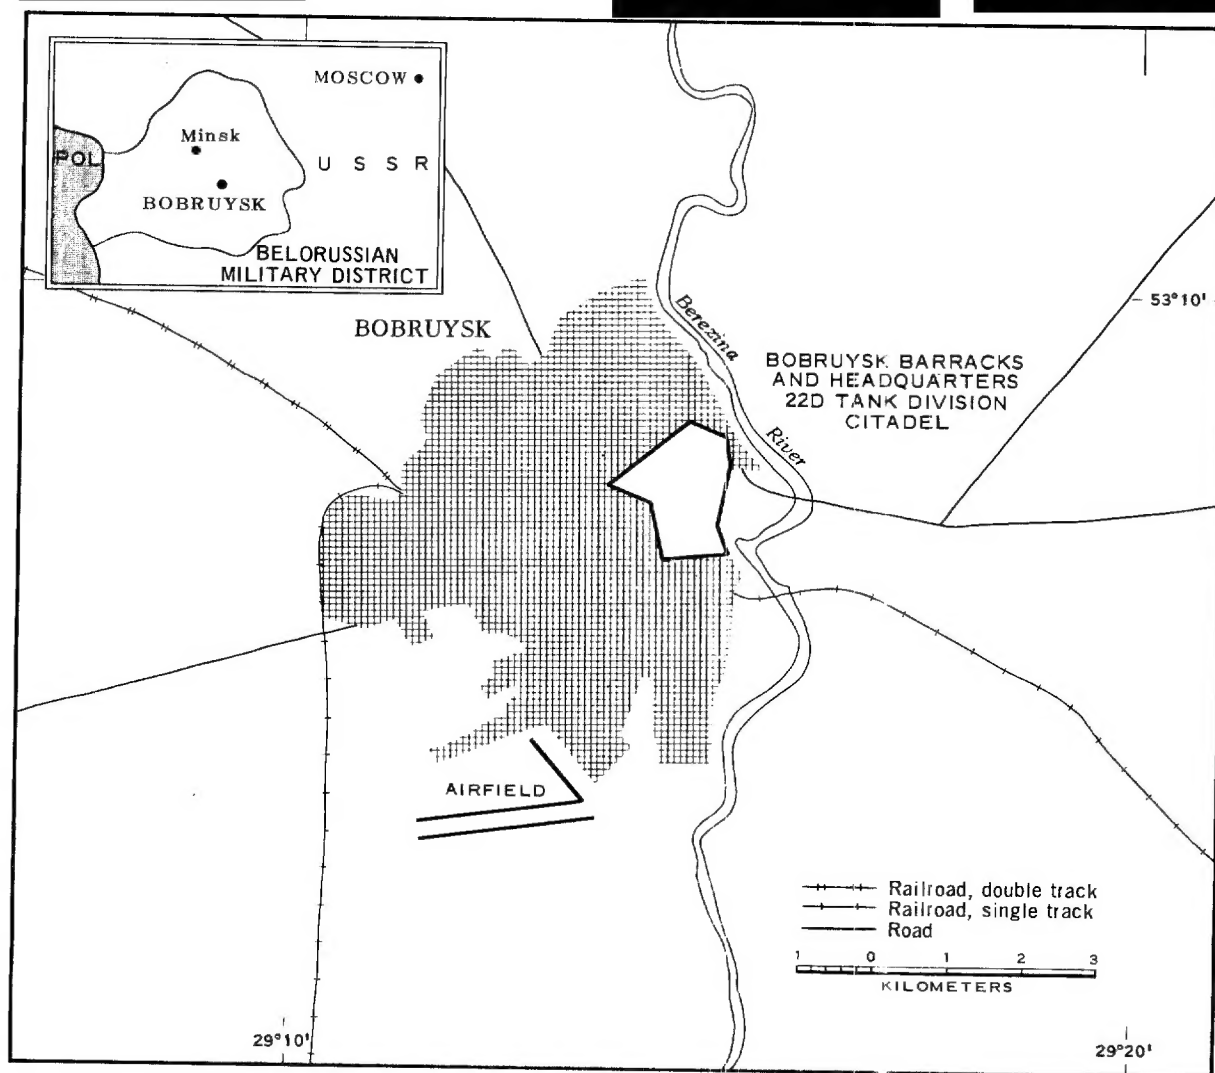 MOSCOW
Minsk
POL
U S S R
BOBRUYSK
BELORUSSIAN
MILITARY DISTRICT
53°10'
BOBRUYSK
Berezina
River
BOBRUYSK BARRACKS
AND HEADQUARTERS
22D TANK DIVISION
CITADEL
AIRFIELD
Railroad, double track
Railroad, single track
Road
1 0 1 2 3
KILOMETERS
29°10'
29°20'